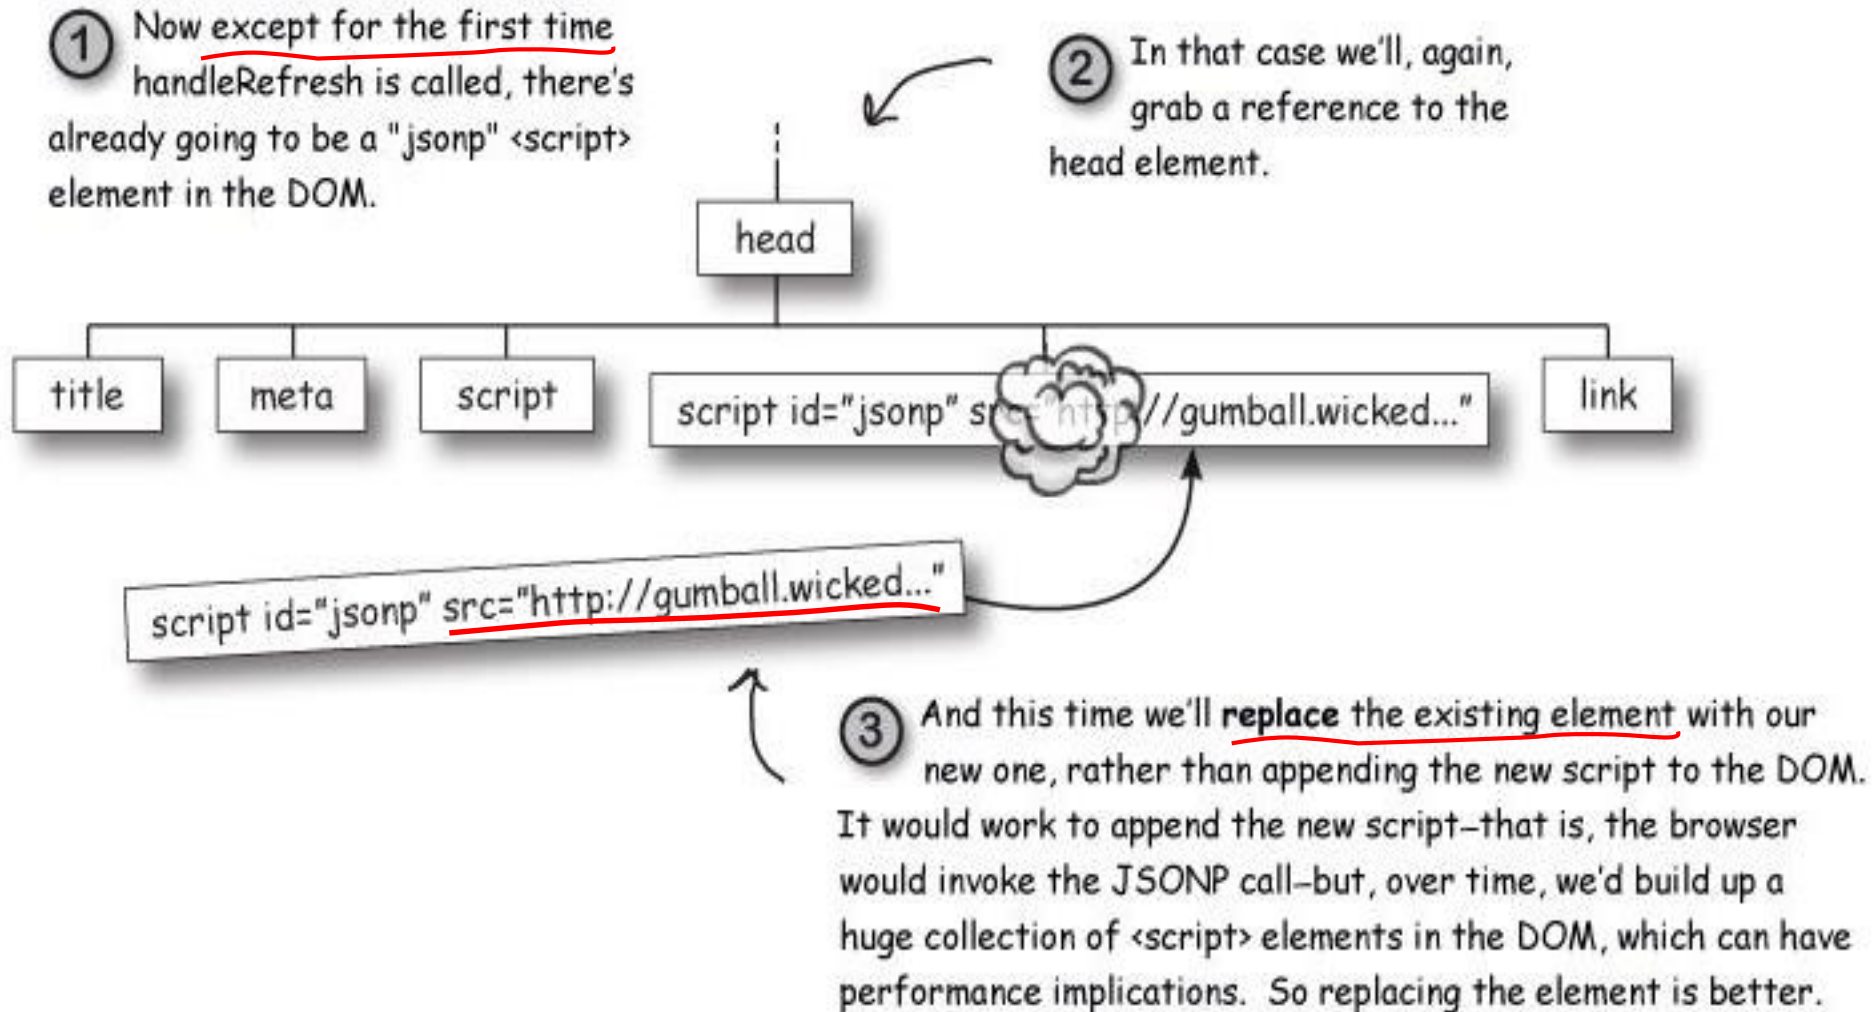 1 Now except for the first time
handleRefresh is called, there's
already going to be a "jsonp" <script>
element in the DOM.
2 In that case we'll, again,
grab a reference to the
head element.
head
title
meta
script
script id="jsonp" src="http://gumball.wicked..."
link
script id="jsonp" src="http://gumball.wicked..."
3 And this time we'll replace the existing element with our
new one, rather than appending the new script to the DOM.
It would work to append the new script–that is, the browser
would invoke the JSONP call–but, over time, we'd build up a
huge collection of <script> elements in the DOM, which can have
performance implications. So replacing the element is better.